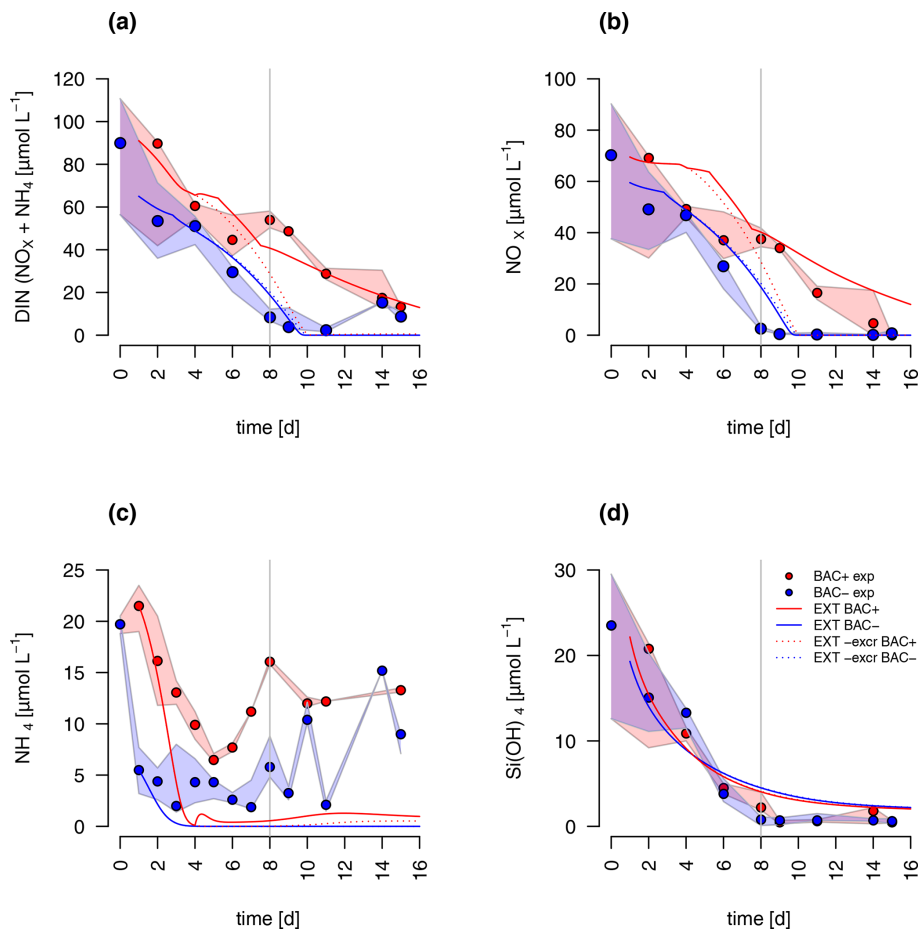 (a)
DIN (NOX + NH4 [µmol L−1]
120
100
80
60
40
20
0
0 2 4 6 8 10 12 14 16
time [d]
(b)
NO X [µmol L−1]
100
80
60
40
20
0
0 2 4 6 8 10 12 14 16
time [d]
(c)
NH 4 [µmol L−1]
25
20
15
10
5
0
0 2 4 6 8 10 12 14 16
time [d]
(d)
Si(OH) 4 [µmol L−1]
30
20
10
0
0 2 4 6 8 10 12 14 16
time [d]
BAC+ exp
BAC− exp
EXT BAC+
EXT BAC−
EXT −excr BAC+
EXT −excr BAC−